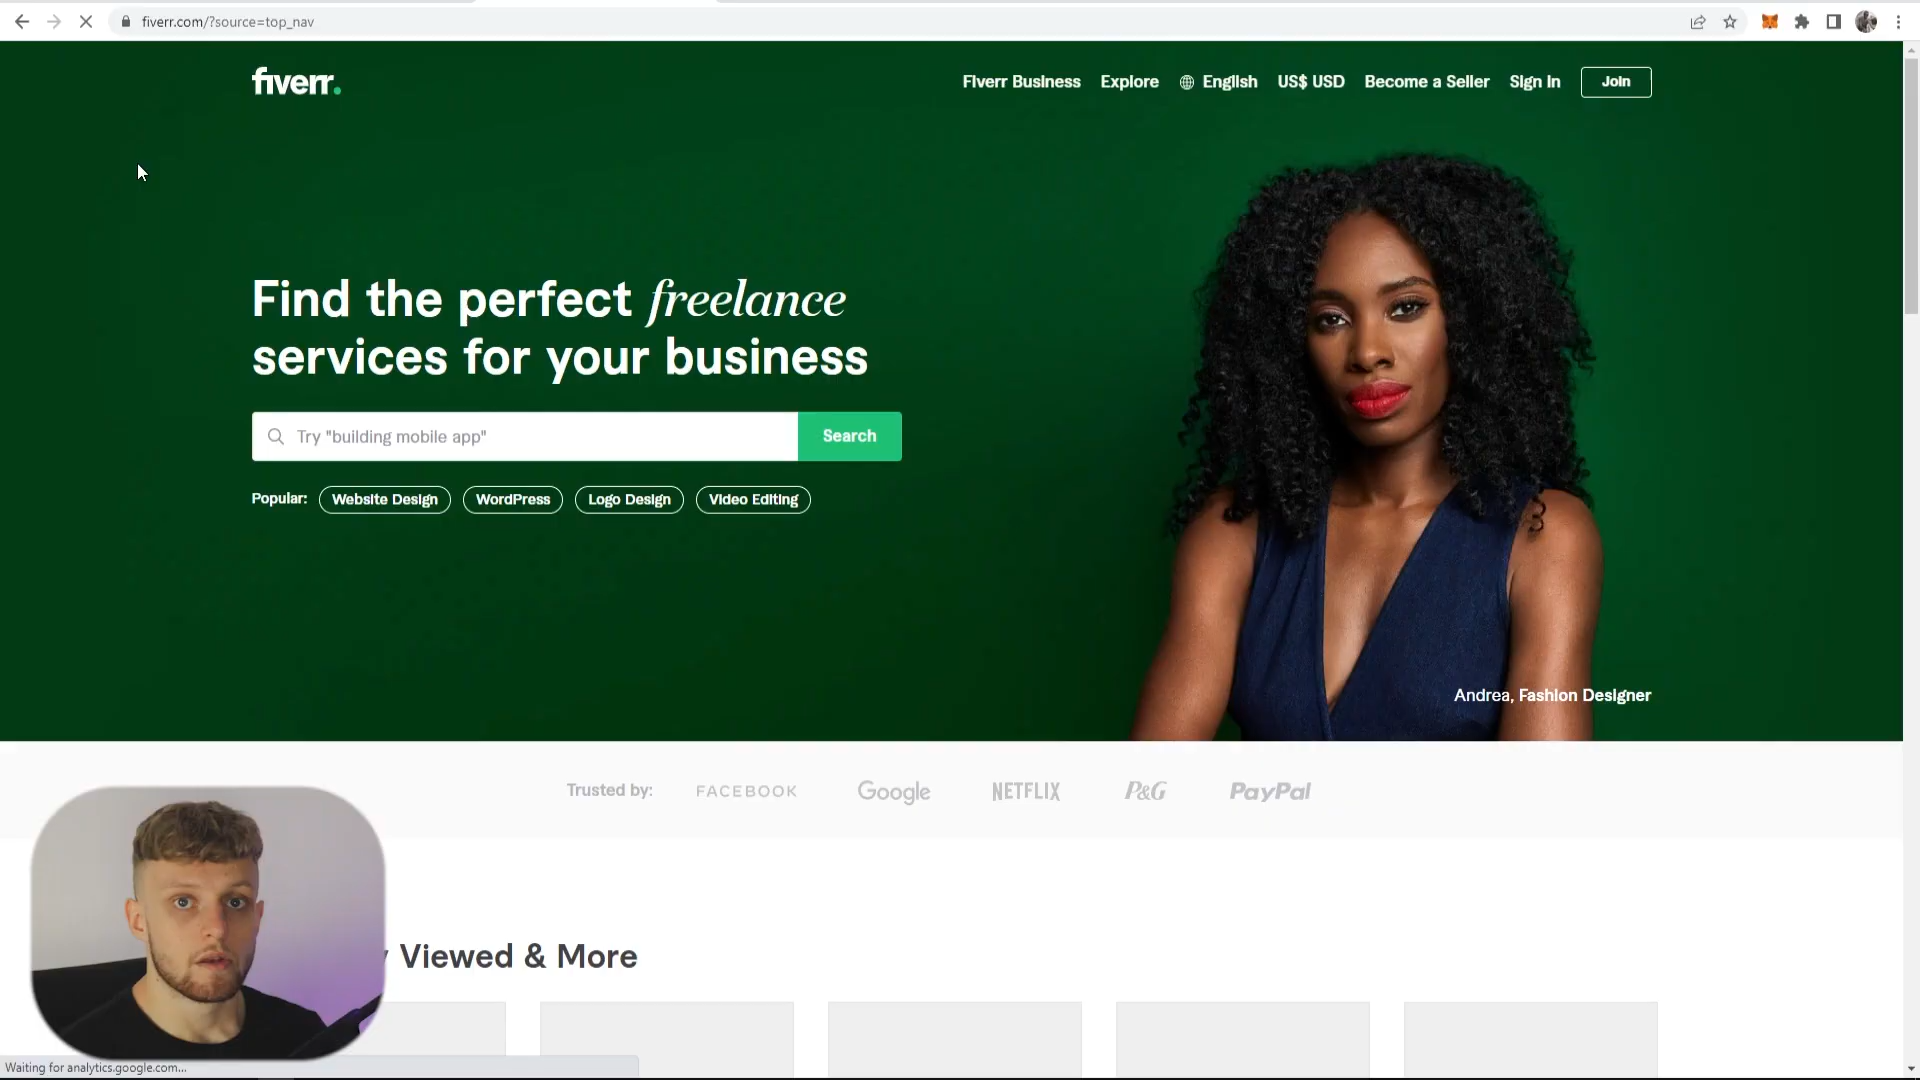 fiverr.com/?source=top_nav
fiverr.
Fiverr Business Explore English US$ USD Become a Seller Sign In Join
Find the perfect freelance
services for your business
Try "building mobile app" Search
Popular: Website Design WordPress Logo Design Video Editing
Andrea, Fashion Designer
Trusted by: FACEBOOK Google NETFLIX P&G PayPal
Viewed & More
Waiting for analytics.google.com...